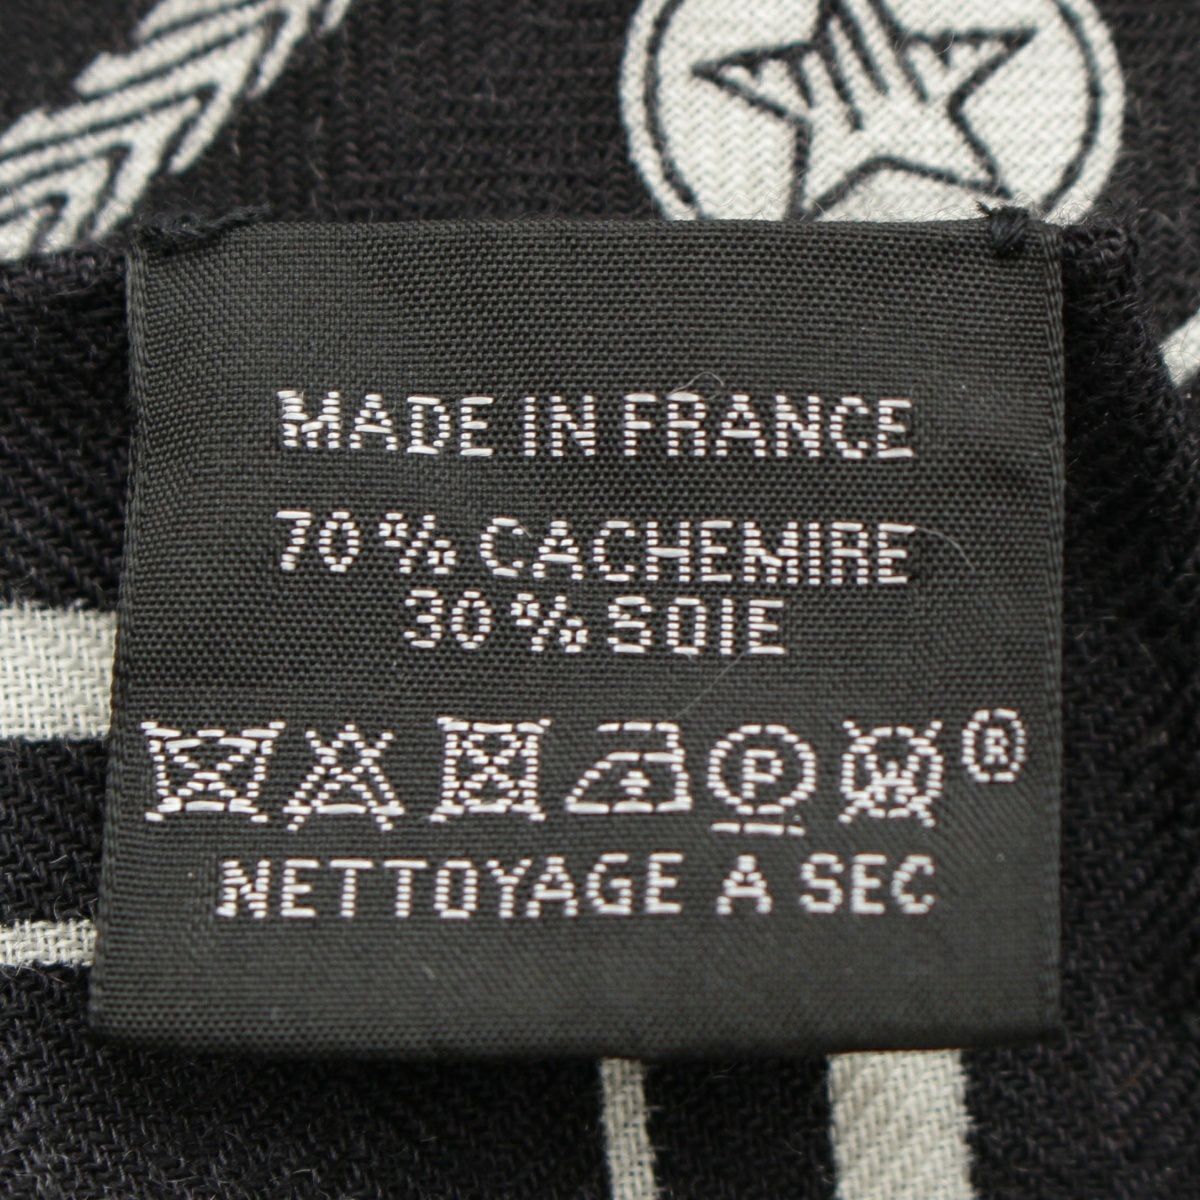 MADE IN FRANCE
70 % CACHEMIRE
30 % SOIE
P W ®
NETTOYAGE A SEC